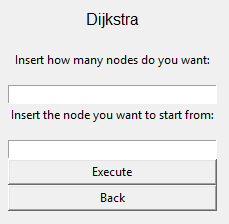 Dijkstra
Insert how many nodes do you want:
Insert the node you want to start from:
Execute
Back